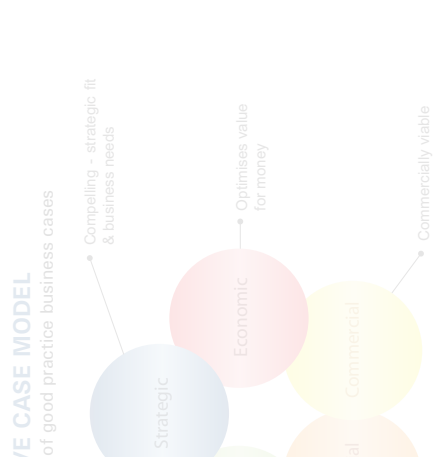 VE CASE MODEL
of good practice business cases
Compelling - strategic fit
& business needs
Optimises value
for money
Commercially viable
Strategic
Economic
Commercial
al